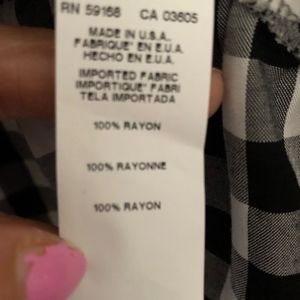 RN 59168 CA 03605
MADE IN U.S.A.
FABRIQUE' EN E.U.A.
HECHO EN E.U.A.
IMPORTED FABRIC
IMPORTIQUE' FABRI
TELA IMPORTADA
100% RAYON
100% RAYONNE
100% RAYON